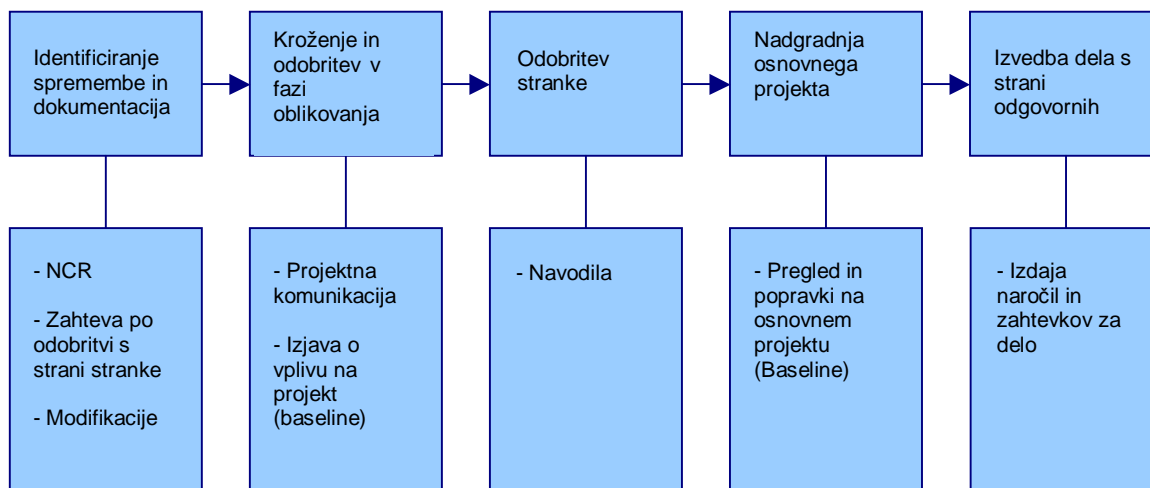 Identificiranje
spremembe in
dokumentacija
Kroženje in
odobritev v
fazi
oblikovanja
Odobritev
stranke
Nadgradnja
osnovnega
projekta
Izvedba dela s
strani
odgovornih
- NCR
- Zahteva po
odobritvi s
strani stranke
- Modifikacije
- Projektna
komunikacija
- Izjava o
vplivu na
projekt
(baseline)
- Navodila
- Pregled in
popravki na
osnovnem
projektu
(Baseline)
- Izdaja
naročil in
zahtevkov za
delo